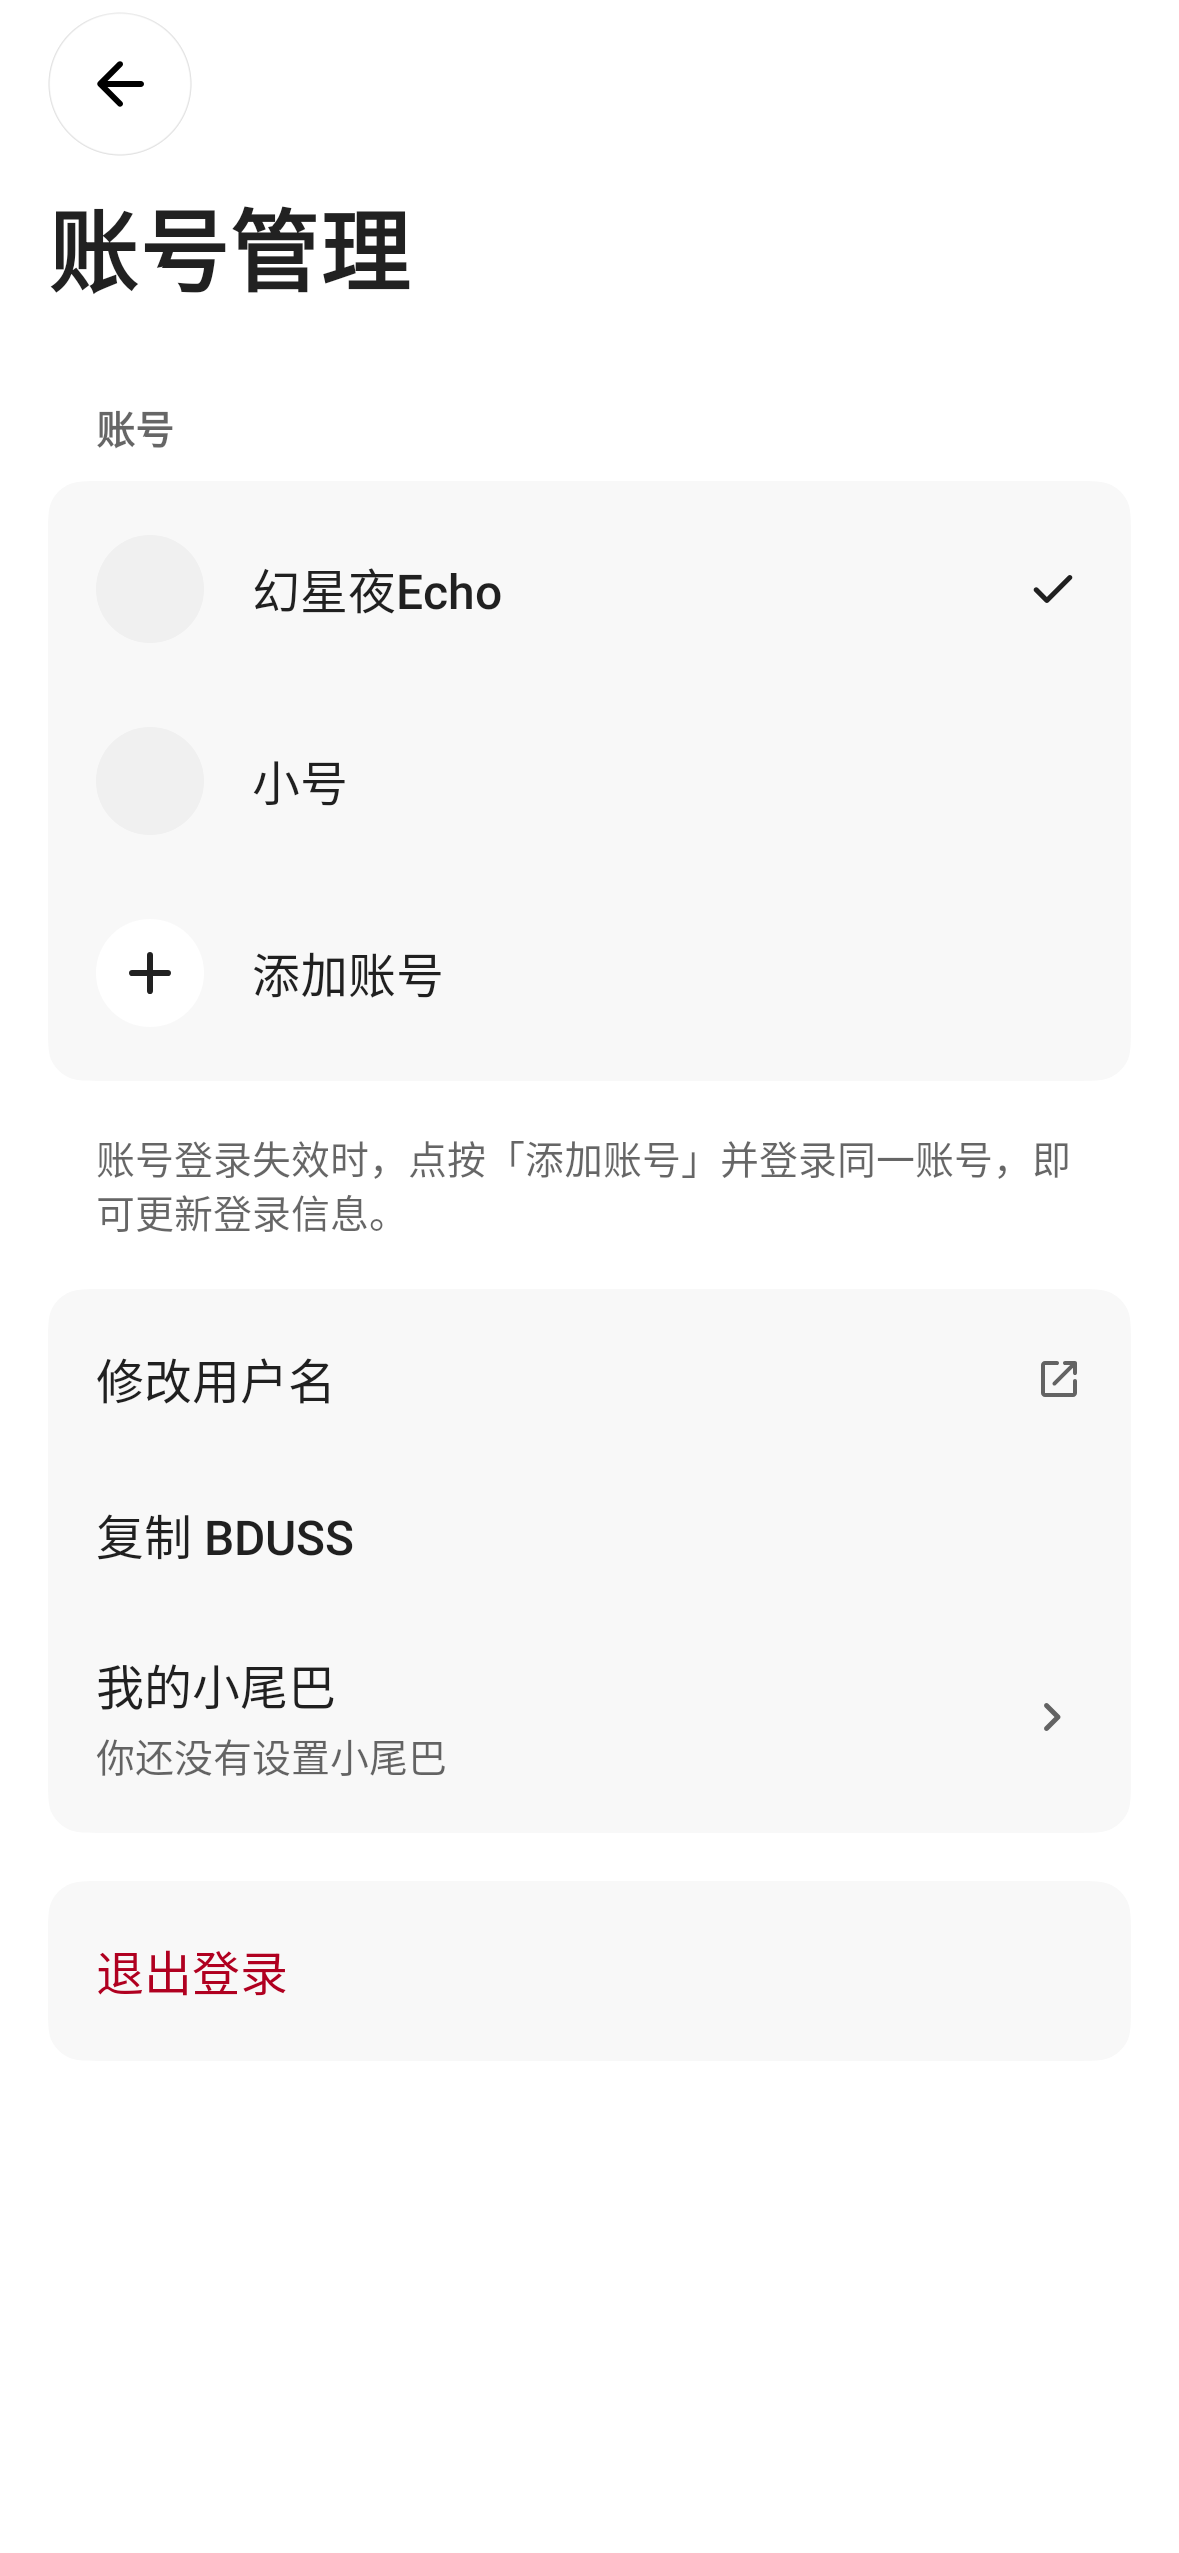 账号管理
账号
幻星夜Echo
小号
添加账号
账号登录失效时，点按「添加账号」并登录同一账号，即
可更新登录信息。
修改用户名
复制 BDUSS
我的小尾巴
你还没有设置小尾巴
退出登录